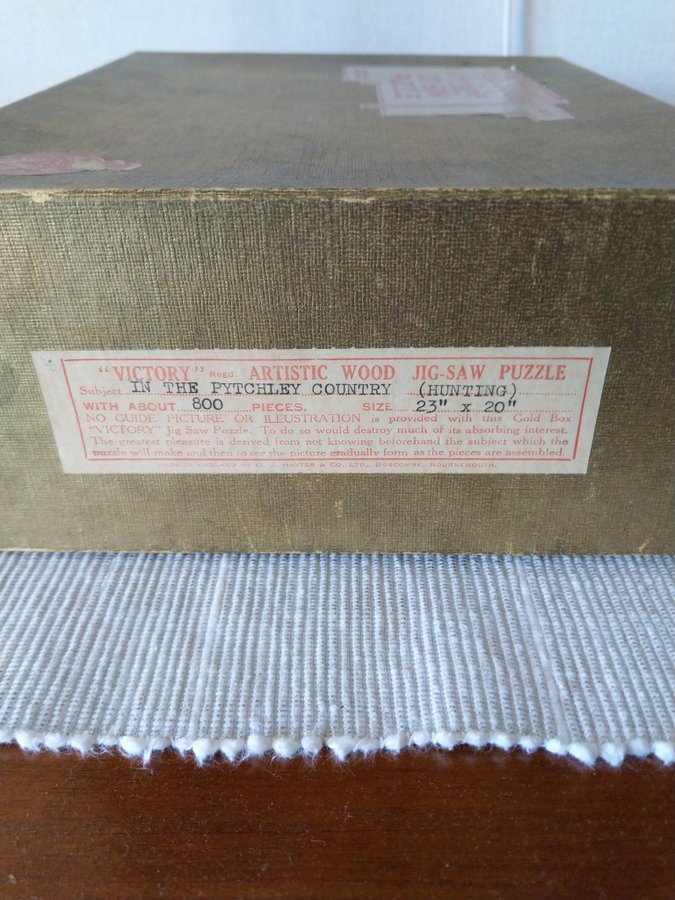 "VICTORY" Regd. ARTISTIC WOOD JIG-SAW PUZZLE
Subject IN THE PYTCHLEY COUNTRY (HUNTING)
WITH ABOUT 800 PIECES. SIZE 23" x 20"
NO GUIDE PICTURE OR ILLUSTRATION is provided with this Gold Box
"VICTORY" Jig Saw Puzzle. To do so would destroy much of its absorbing interest.
The greatest pleasure is derived from not knowing beforehand the subject which the
puzzle will make and then to see the picture gradually form as the pieces are assembled.
MADE IN ENGLAND BY G. J. HAYTER & CO. LTD., BOSCOMBE, BOURNEMOUTH.